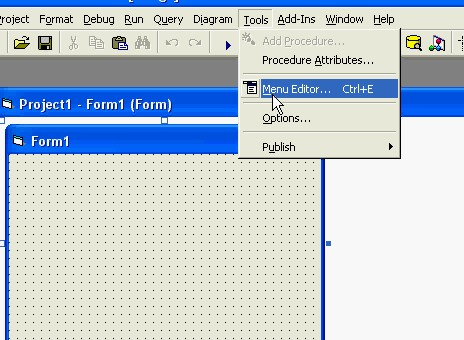 roject Format Debug Run Query Diagram Tools Add-Ins Window Help
Add Procedure...
Procedure Attributes...
Menu Editor... Ctrl+E
Options...
Publish
Project1 - Form1 (Form)
Form1